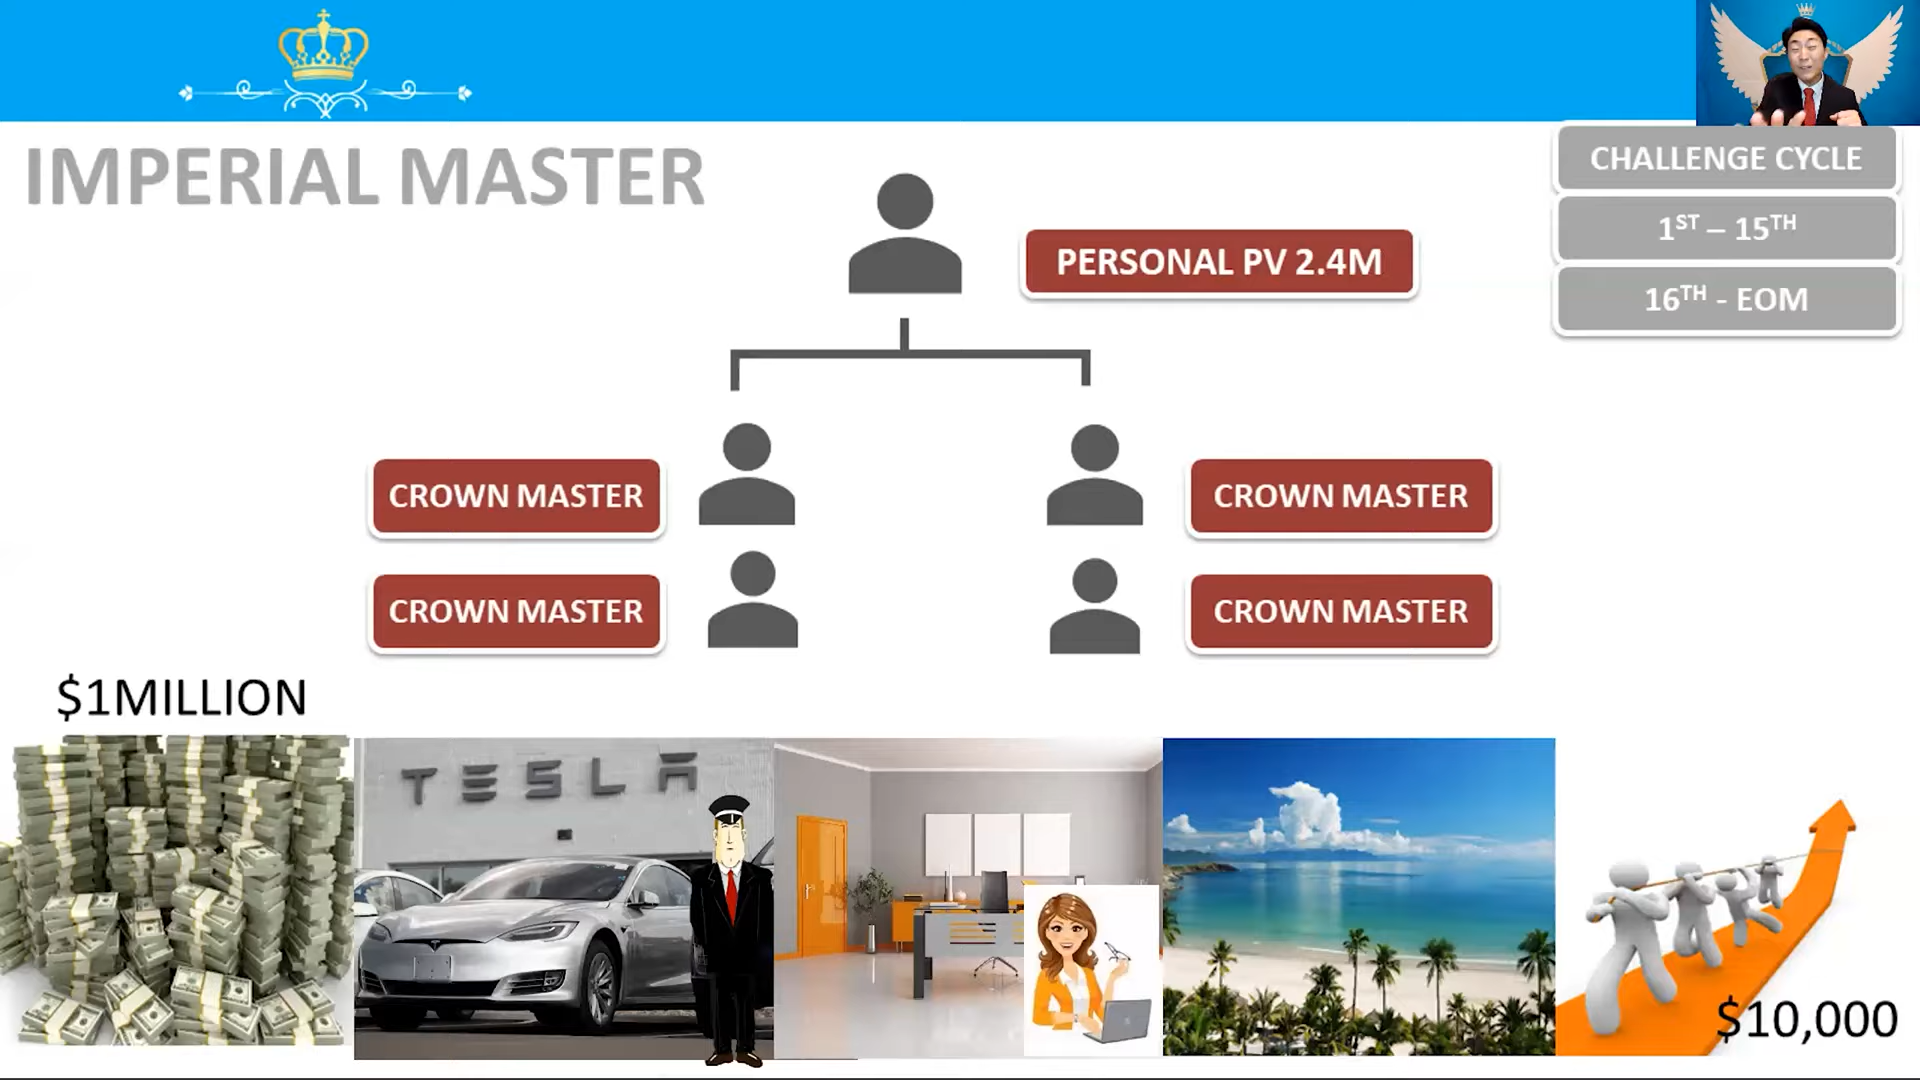 IMPERIAL MASTER
PERSONAL PV 2.4M
CHALLENGE CYCLE
1ST – 15TH
16TH - EOM
CROWN MASTER
CROWN MASTER
CROWN MASTER
CROWN MASTER
$1MILLION
TESLA
$10,000